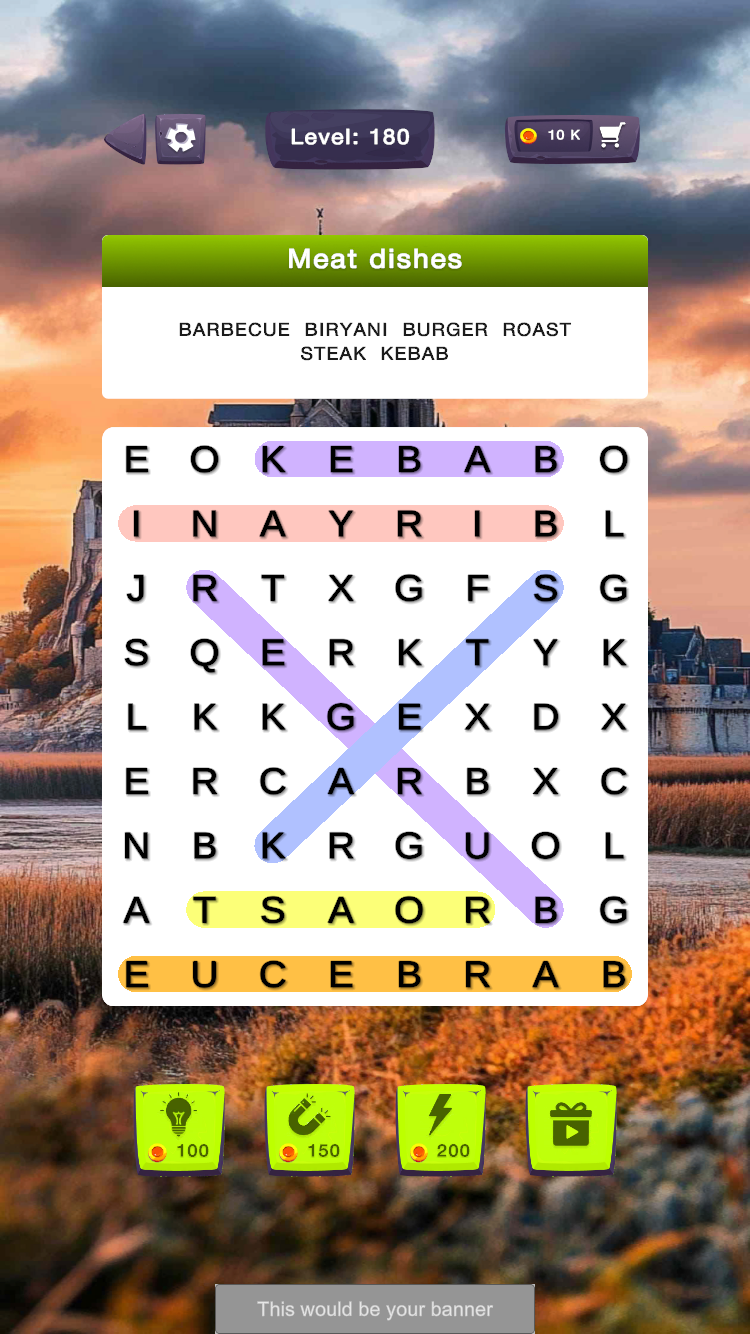 Level: 180
10 K
Meat dishes
BARBECUE BIRYANI BURGER ROAST
STEAK KEBAB
E O K E B A B O
I N A Y R I B L
J R T X G F S G
S Q E R K T Y K
L K K G E X D X
E R C A R B X C
N B K R G U O L
A T S A O R B G
E U C E B R A B
100 150 200
This would be your banner